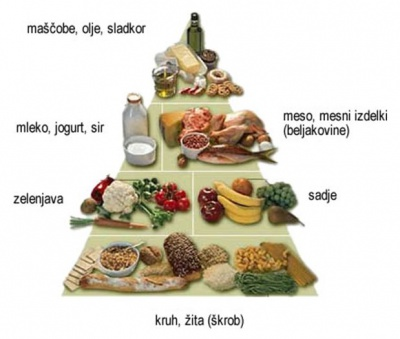 maščobe, olje, sladkor
mleko, jogurt, sir
meso, mesni izdelki
(beljakovine)
zelenjava
sadje
kruh, žita (škrob)